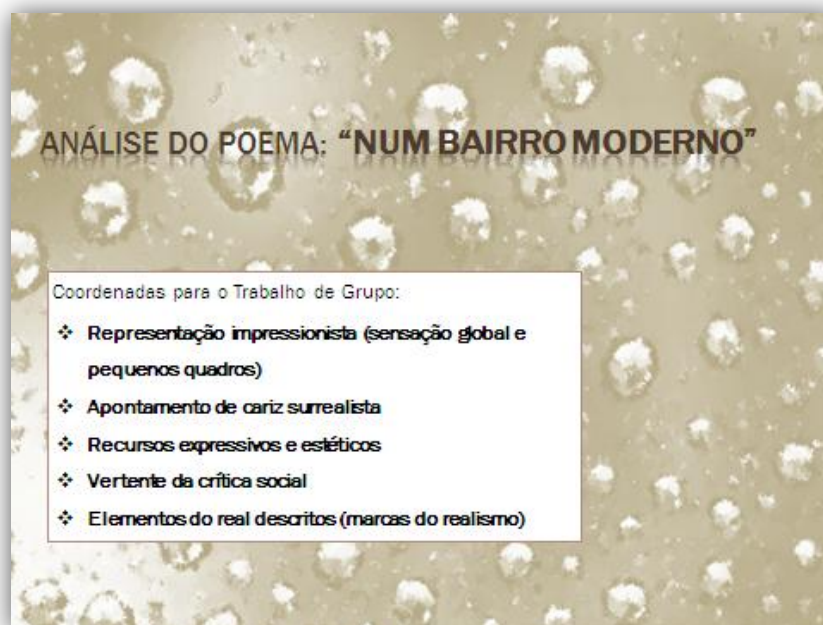 ANÁLISE DO POEMA: “NUM BAIRRO MODERNO”
Coordenadas para o Trabalho de Grupo:
❖ Representação impressionista (sensação global e
pequenos quadros)
❖ Apontamento de cariz surrealista
❖ Recursos expressivos e estéticos
❖ Vertente da crítica social
❖ Elementos do real descritos (marcas do realismo)